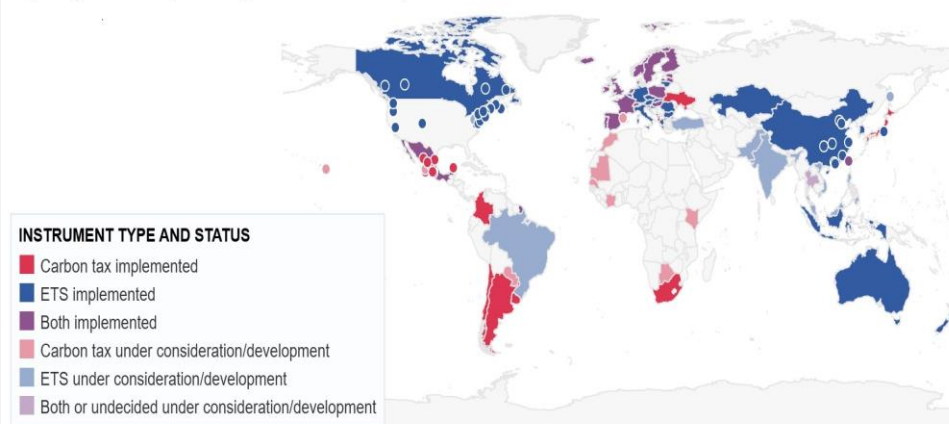 INSTRUMENT TYPE AND STATUS
Carbon tax implemented
ETS implemented
Both implemented
Carbon tax under consideration/development
ETS under consideration/development
Both or undecided under consideration/development